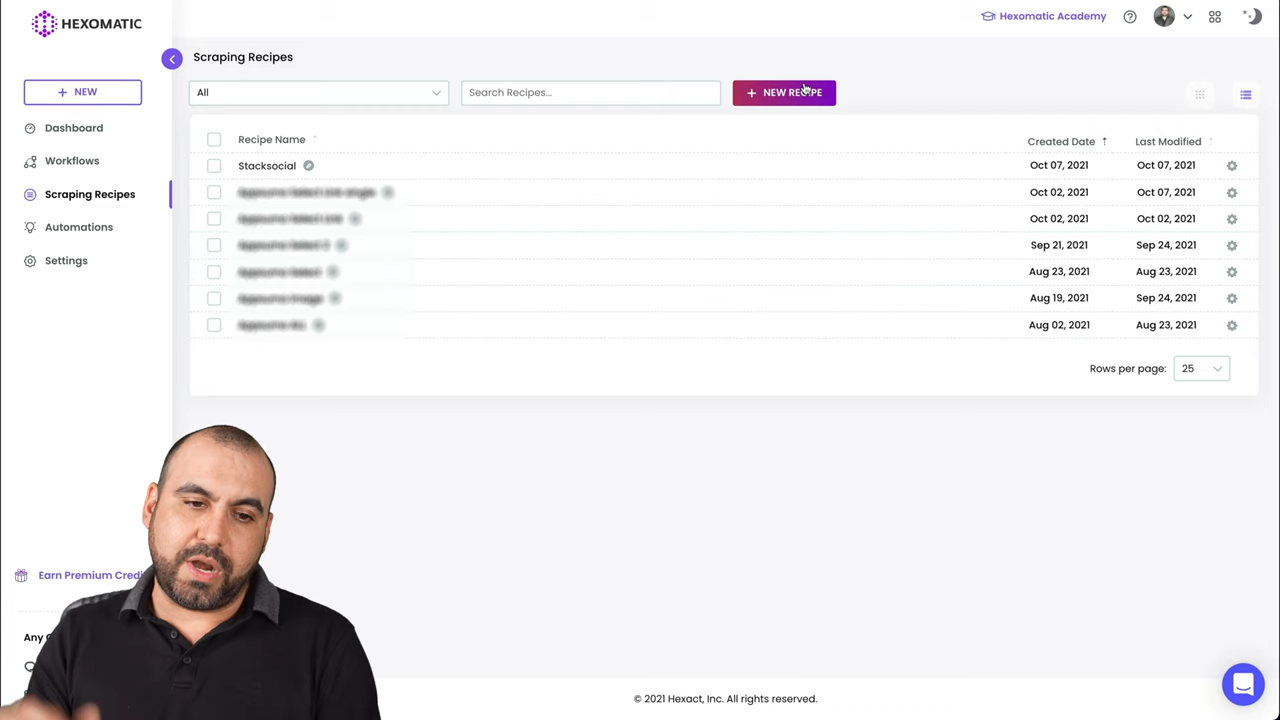 HEXOMATIC
Hexomatic Academy
Scraping Recipes
+ NEW
All
Search Recipes...
+ NEW RECIPE
Dashboard
Workflows
Scraping Recipes
Automations
Settings
Recipe Name
Created Date
Last Modified
Stacksocial
Oct 07, 2021
Oct 07, 2021
Oct 02, 2021
Oct 07, 2021
Oct 02, 2021
Oct 02, 2021
Sep 21, 2021
Sep 24, 2021
Aug 23, 2021
Aug 23, 2021
Aug 19, 2021
Sep 24, 2021
Aug 02, 2021
Aug 23, 2021
Rows per page:
25
Earn Premium Credi
Any
© 2021 Hexact, Inc. All rights reserved.